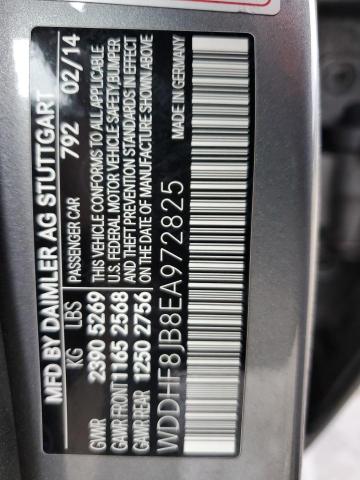 MFD BY DAIMLER AG STUTTGART
KG LBS PASSENGER CAR 792 02/14
GVWR 2390 5269 THIS VEHICLE CONFORMS TO ALL APPLICABLE
GAWR FRONT 1165 2568 U.S. FEDERAL MOTOR VEHICLE SAFETY, BUMPER
GAWR REAR 1250 2756 AND THEFT PREVENTION STANDARDS IN EFFECT
ON THE DATE OF MANUFACTURE SHOWN ABOVE
WDDHF8JB8EA972825
MADE IN GERMANY